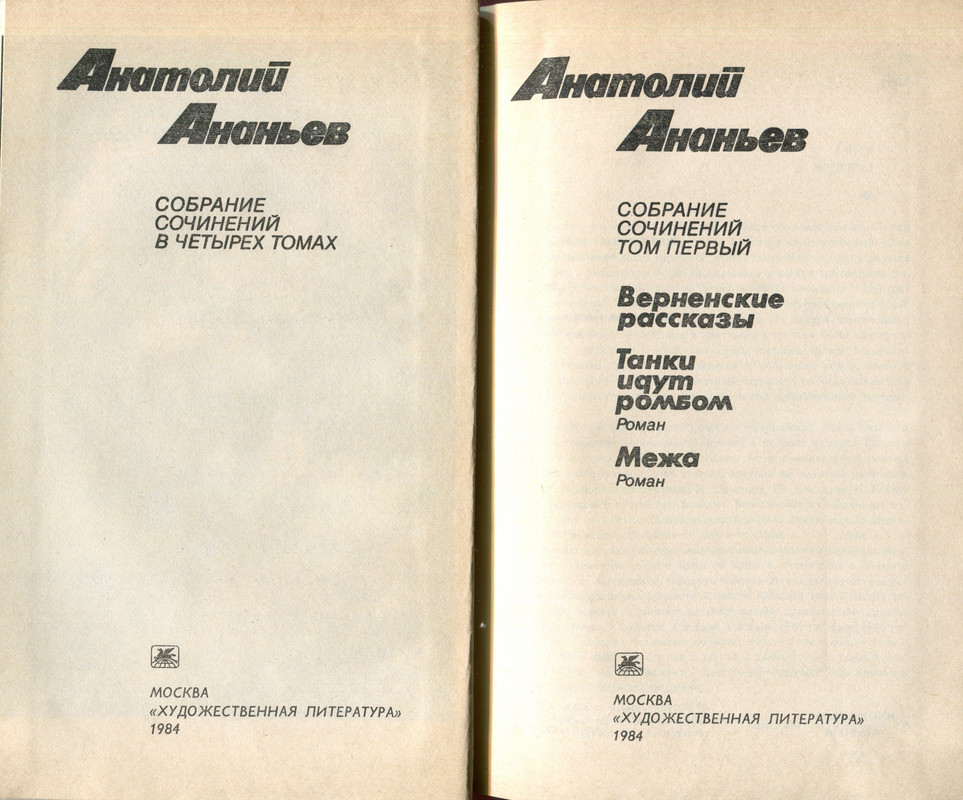 Анатолий
Ананьев
СОБРАНИЕ
СОЧИНЕНИЙ
В ЧЕТЫРЕХ ТОМАХ
МОСКВА
«ХУДОЖЕСТВЕННАЯ ЛИТЕРАТУРА»
1984
Анатолий
Ананьев
СОБРАНИЕ
СОЧИНЕНИЙ
ТОМ ПЕРВЫЙ
Верненские
рассказы
Танки
идут
ромбом
Роман
Межа
Роман
МОСКВА
«ХУДОЖЕСТВЕННАЯ ЛИТЕРАТУРА»
1984